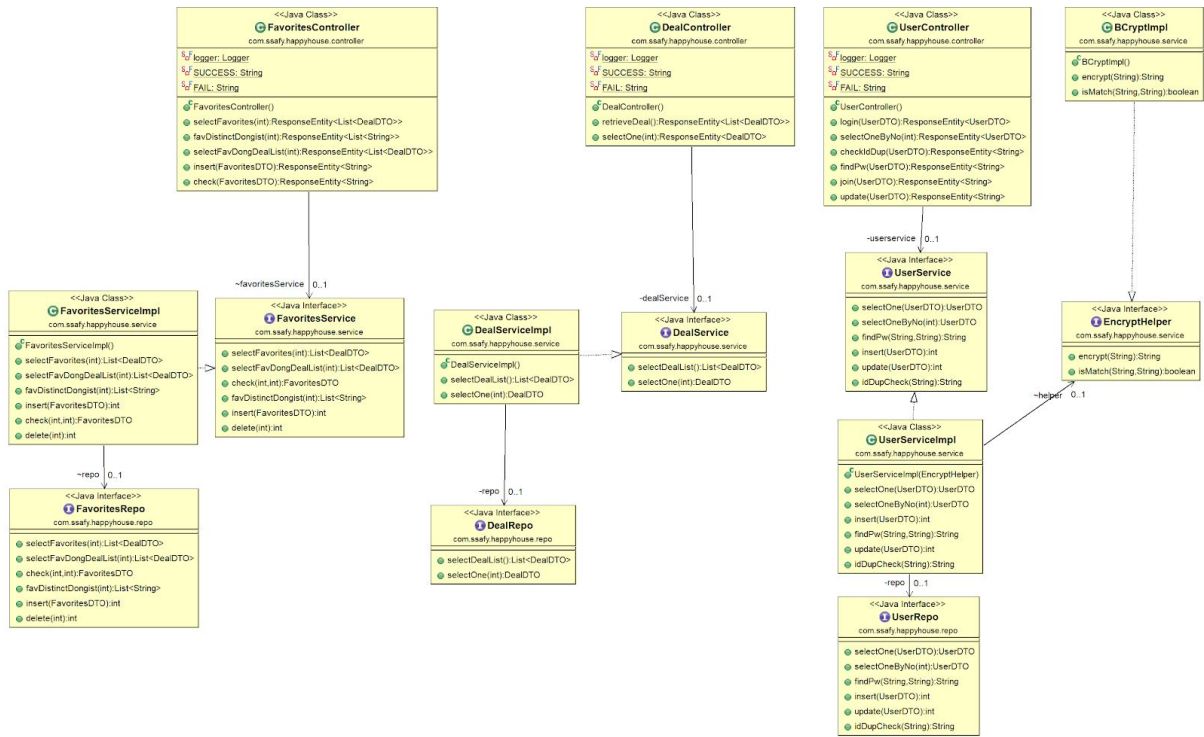 <<Java Class>>
FavoritesController
com.ssafy.happyhouse.controller
logger: Logger
SUCCESS: String
FAIL: String
FavoritesController()
selectFavorites(int):ResponseEntity<List<DealDTO>>
favDistinctDongist(int):ResponseEntity<List<String>>
selectFavDongDealList(int):ResponseEntity<List<DealDTO>>
insert(FavoritesDTO):ResponseEntity<String>
check(FavoritesDTO):ResponseEntity<String>
<<Java Class>>
DealController
com.ssafy.happyhouse.controller
logger: Logger
SUCCESS: String
FAIL: String
DealController()
retrieveDeal():ResponseEntity<List<DealDTO>>
selectOne(int):ResponseEntity<DealDTO>
<<Java Class>>
UserController
com.ssafy.happyhouse.controller
logger: Logger
SUCCESS: String
FAIL: String
UserController()
login(UserDTO):ResponseEntity<UserDTO>
selectOneByNo(int):ResponseEntity<UserDTO>
checkIdDup(UserDTO):ResponseEntity<String>
findPw(UserDTO):ResponseEntity<String>
join(UserDTO):ResponseEntity<String>
update(UserDTO):ResponseEntity<String>
<<Java Class>>
BCryptImpl
com.ssafy.happyhouse.service
BCryptImpl()
encrypt(String):String
isMatch(String,String):boolean
~favoritesService 0..1
-dealService 0..1
-userservice 0..1
<<Java Class>>
FavoritesServiceImpl
com.ssafy.happyhouse.service
FavoritesServiceImpl()
selectFavorites(int):List<DealDTO>
selectFavDongDealList(int):List<DealDTO>
favDistinctDongist(int):List<String>
insert(FavoritesDTO):int
check(int,int):FavoritesDTO
delete(int):int
<<Java Interface>>
FavoritesService
com.ssafy.happyhouse.service
selectFavorites(int):List<DealDTO>
selectFavDongDealList(int):List<DealDTO>
check(int,int):FavoritesDTO
favDistinctDongist(int):List<String>
insert(FavoritesDTO):int
delete(int):int
<<Java Class>>
DealServiceImpl
com.ssafy.happyhouse.service
DealServiceImpl()
selectDealList():List<DealDTO>
selectOne(int):DealDTO
<<Java Interface>>
DealService
com.ssafy.happyhouse.service
selectDealList():List<DealDTO>
selectOne(int):DealDTO
<<Java Interface>>
UserService
com.ssafy.happyhouse.service
selectOne(UserDTO):UserDTO
selectOneByNo(int):UserDTO
findPw(String,String):String
insert(UserDTO):int
update(UserDTO):int
idDupCheck(String):String
<<Java Interface>>
EncryptHelper
com.ssafy.happyhouse.service
encrypt(String):String
isMatch(String,String):boolean
~helper 0..1
<<Java Class>>
UserServiceImpl
com.ssafy.happyhouse.service
UserServiceImpl(EncryptHelper)
selectOne(UserDTO):UserDTO
selectOneByNo(int):UserDTO
insert(UserDTO):int
findPw(String,String):String
update(UserDTO):int
idDupCheck(String):String
~repo 0..1
-repo 0..1
-repo 0..1
<<Java Interface>>
FavoritesRepo
com.ssafy.happyhouse.repo
selectFavorites(int):List<DealDTO>
selectFavDongDealList(int):List<DealDTO>
check(int,int):FavoritesDTO
favDistinctDongist(int):List<String>
insert(FavoritesDTO):int
delete(int):int
<<Java Interface>>
DealRepo
com.ssafy.happyhouse.repo
selectDealList():List<DealDTO>
selectOne(int):DealDTO
<<Java Interface>>
UserRepo
com.ssafy.happyhouse.repo
selectOne(UserDTO):UserDTO
selectOneByNo(int):UserDTO
findPw(String,String):String
insert(UserDTO):int
update(UserDTO):int
idDupCheck(String):String